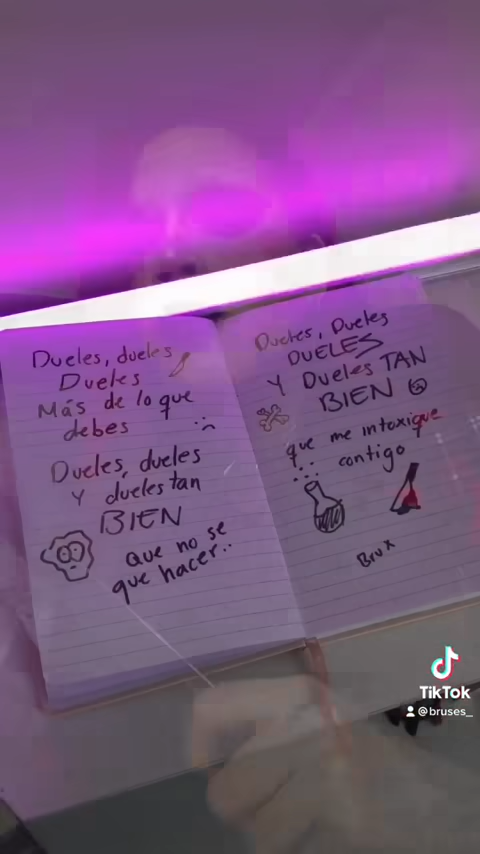 Dueles, dueles
Dueles
Más de lo que
debes
Dueles, dueles
Y dueles tan
BIEN
que no se
que hacer..
Dueles, Dueles
DUELES
Y Dueles TAN
BIEN
que me intoxique
contigo
Brux
TikTok
@bruses_